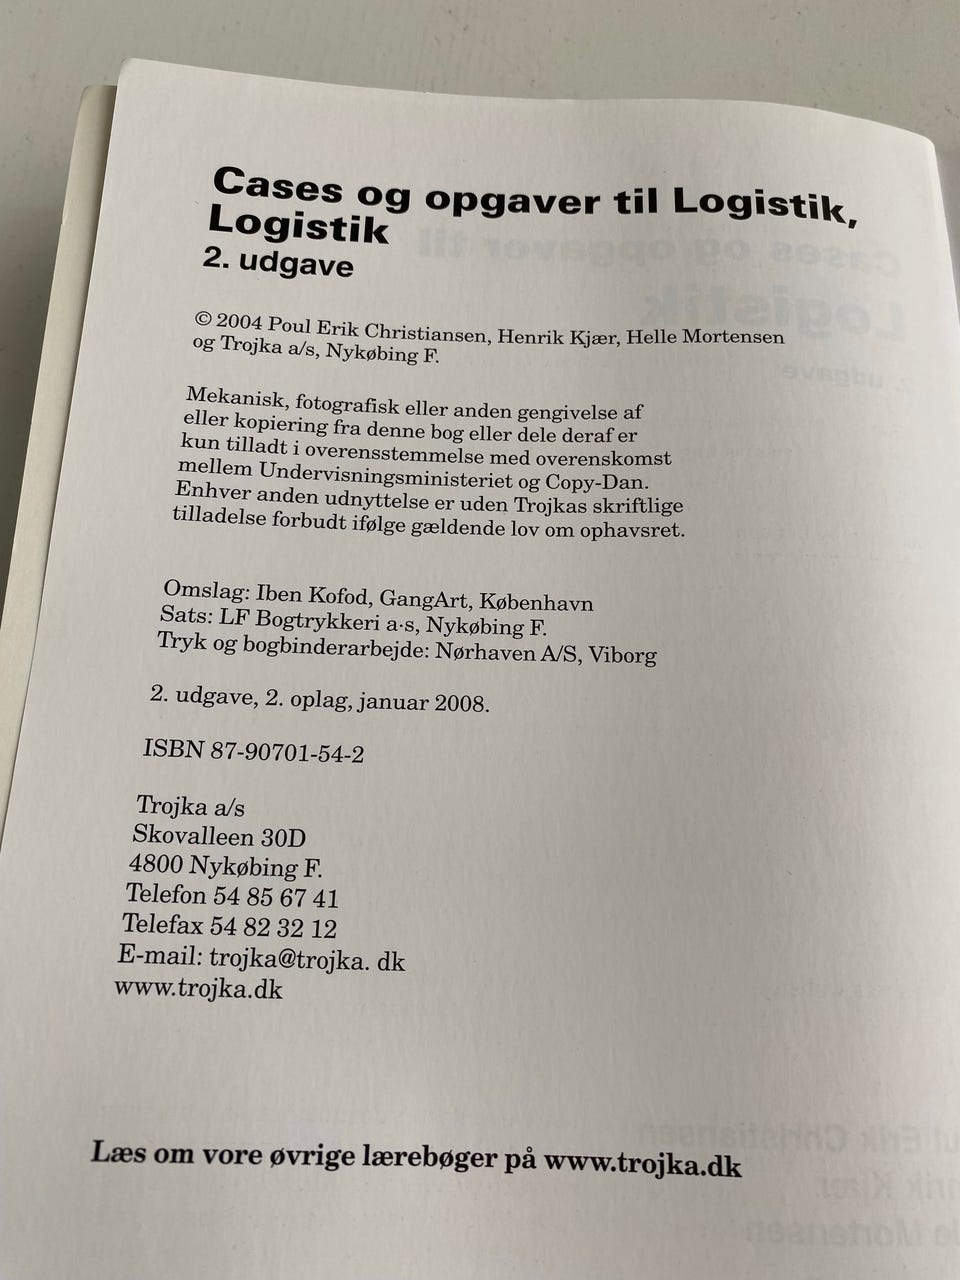 Cases og opgaver til Logistik,
Logistik
2. udgave
© 2004 Poul Erik Christiansen, Henrik Kjær, Helle Mortensen
og Trojka a/s, Nykøbing F.
Mekanisk, fotografisk eller anden gengivelse af
eller kopiering fra denne bog eller dele deraf er
kun tilladt i overensstemmelse med overenskomst
mellem Undervisningsministeriet og Copy-Dan.
Enhver anden udnyttelse er uden Trojkas skriftlige
tilladelse forbudt ifølge gældende lov om ophavsret.
Omslag: Iben Kofod, GangArt, København
Sats: LF Bogtrykkeri a·s, Nykøbing F.
Tryk og bogbinderarbejde: Nørhaven A/S, Viborg
2. udgave, 2. oplag, januar 2008.
ISBN 87-90701-54-2
Trojka a/s
Skovalleen 30D
4800 Nykøbing F.
Telefon 54 85 67 41
Telefax 54 82 32 12
E-mail: trojka@trojka. dk
www.trojka.dk
Læs om vore øvrige lærebøger på www.trojka.dk